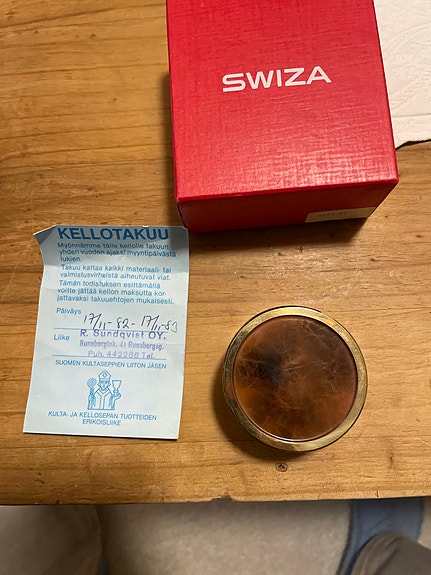 SWIZA
KELLOTAKUU
Myönnämme tälle kellolle takuun
yhden vuoden ajaksi myyntipäivästä
lukien.
Takuu kattaa kaikki materiaali- tai
valmistusvirheistä aiheutuvat viat.
Tämän todistuksen esittämällä
voitte jättää kellon maksutta kor-
jattavaksi takuuehtojen mukaisesti.
Päiväys 17/11-82-17/11-83
Liike R. Sundqvist OY.
Runebergink. 41 Runebergsg.
Puh. 442286 Tel.
SUOMEN KULTASEPPIEN LIITON JÄSEN
KULTA- JA KELLOSEPÄN TUOTTEIDEN
ERIKOISLIIKE